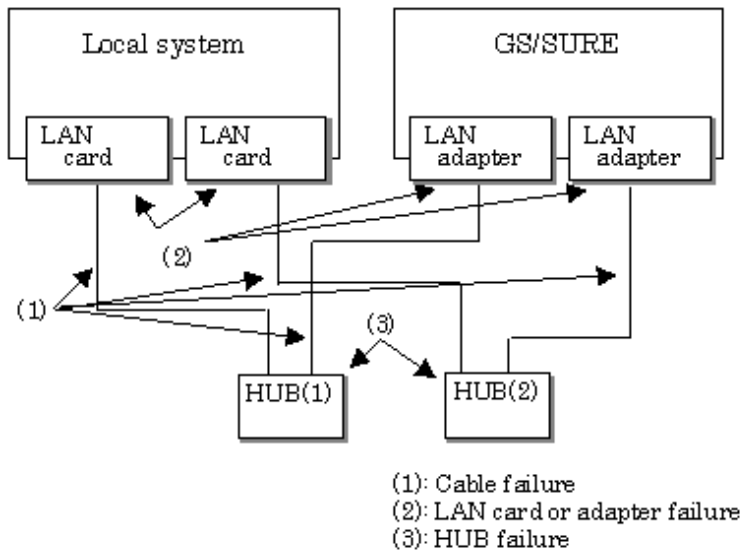 Local system
GS/SURE
LAN
card
LAN
card
LAN
adapter
LAN
adapter
(2)
(1)
(3)
HUB(1)
HUB(2)
(1): Cable failure
(2): LAN card or adapter failure
(3): HUB failure